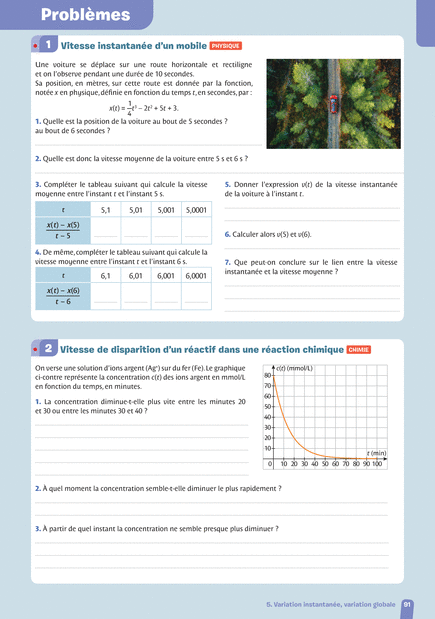 Problèmes
1 Vitesse instantanée d'un mobile PHYSIQUE
Une voiture se déplace sur une route horizontale et rectiligne
et on l'observe pendant une durée de 10 secondes.
Sa position, en mètres, sur cette route est donnée par la fonction,
notée x en physique, définie en fonction du temps t, en secondes, par :
x(t) = 1/4 t³ – 2t² + 5t + 3.
1. Quelle est la position de la voiture au bout de 5 secondes ?
au bout de 6 secondes ?
2. Quelle est donc la vitesse moyenne de la voiture entre 5 s et 6 s ?
3. Compléter le tableau suivant qui calcule la vitesse
moyenne entre l'instant t et l'instant 5 s.
t 5,1 5,01 5,001 5,0001
x(t) – x(5)
t – 5
4. De même, compléter le tableau suivant qui calcule la
vitesse moyenne entre l'instant t et l'instant 6 s.
t 6,1 6,01 6,001 6,0001
x(t) – x(6)
t – 6
5. Donner l'expression v(t) de la vitesse instantanée
de la voiture à l'instant t.
6. Calculer alors v(5) et v(6).
7. Que peut-on conclure sur le lien entre la vitesse
instantanée et la vitesse moyenne ?
2 Vitesse de disparition d'un réactif dans une réaction chimique CHIMIE
On verse une solution d'ions argent (Ag⁺) sur du fer (Fe). Le graphique
ci-contre représente la concentration c(t) des ions argent en mmol/L
en fonction du temps, en minutes.
1. La concentration diminue-t-elle plus vite entre les minutes 20
et 30 ou entre les minutes 30 et 40 ?
c(t) (mmol/L)
80
70
60
50
40
30
20
10
t (min)
0 10 20 30 40 50 60 70 80 90 100
2. À quel moment la concentration semble-t-elle diminuer le plus rapidement ?
3. À partir de quel instant la concentration ne semble presque plus diminuer ?
5. Variation instantanée, variation globale 91